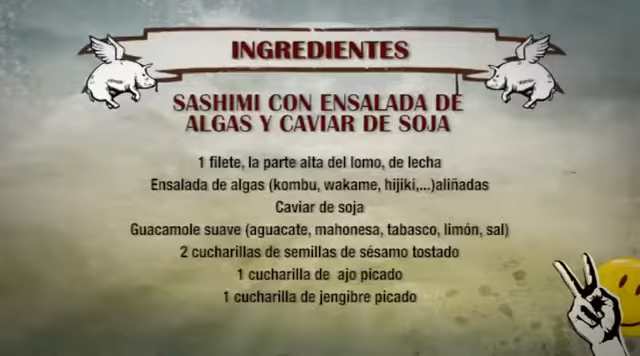 INGREDIENTES
SASHIMI CON ENSALADA DE
ALGAS Y CAVIAR DE SOJA
1 filete, la parte alta del lomo, de lecha
Ensalada de algas (kombu, wakame, hijiki,...)aliñadas
Caviar de soja
Guacamole suave (aguacate, mahonesa, tabasco, limón, sal)
2 cucharillas de semillas de sésamo tostado
1 cucharilla de  ajo picado
1 cucharilla de jengibre picado